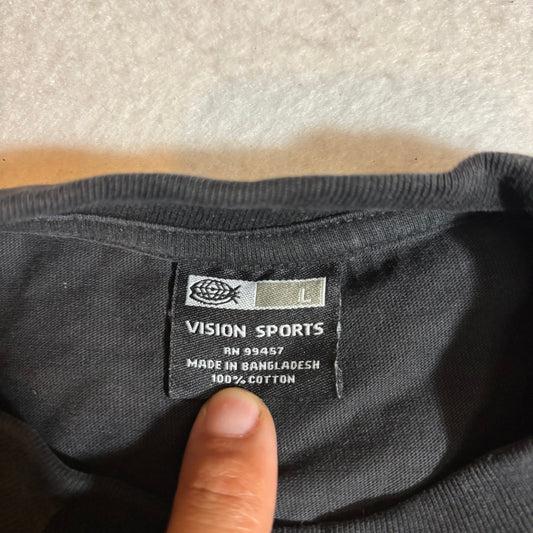 L
VISION SPORTS
RN 99457
MADE IN BANGLADESH
100% COTTON